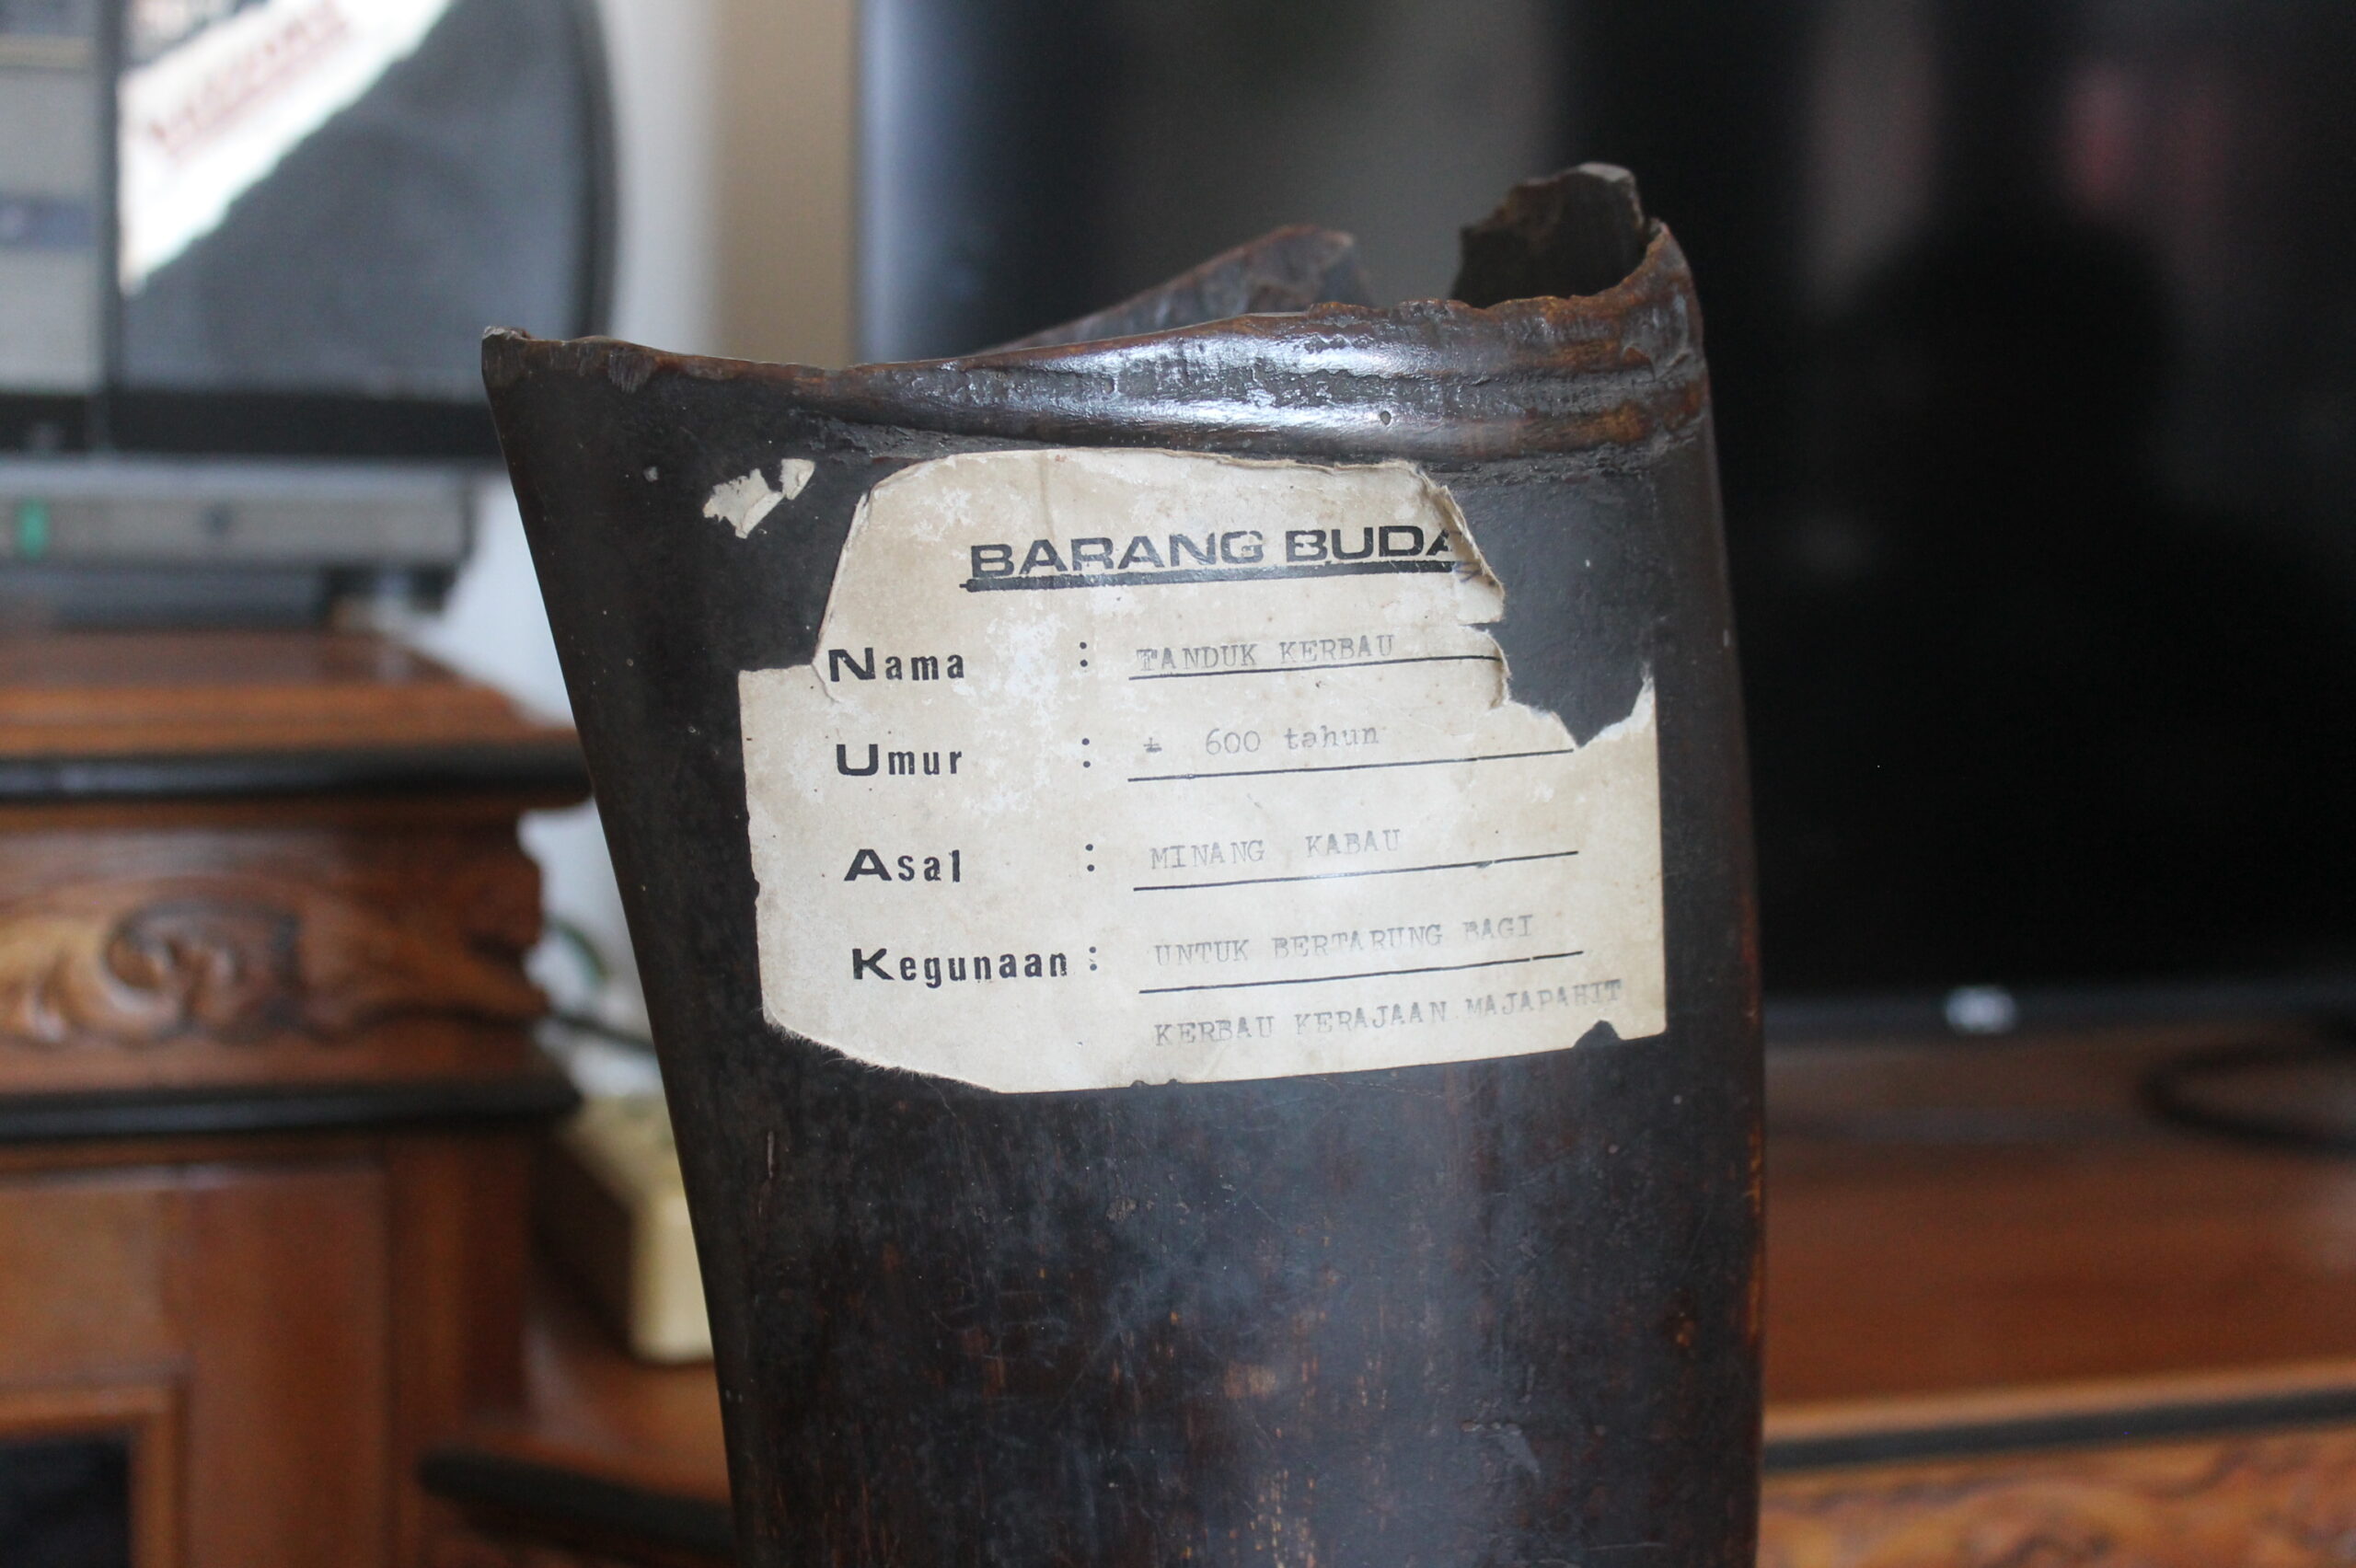 BARANG BUDA
Nama : TANDUK KERBAU
Umur : ± 600 tahun
Asal : MINANG KABAU
Kegunaan : UNTUK BERTARUNG BAGI
KERBAU KERAJAAN MAJAPAHIT